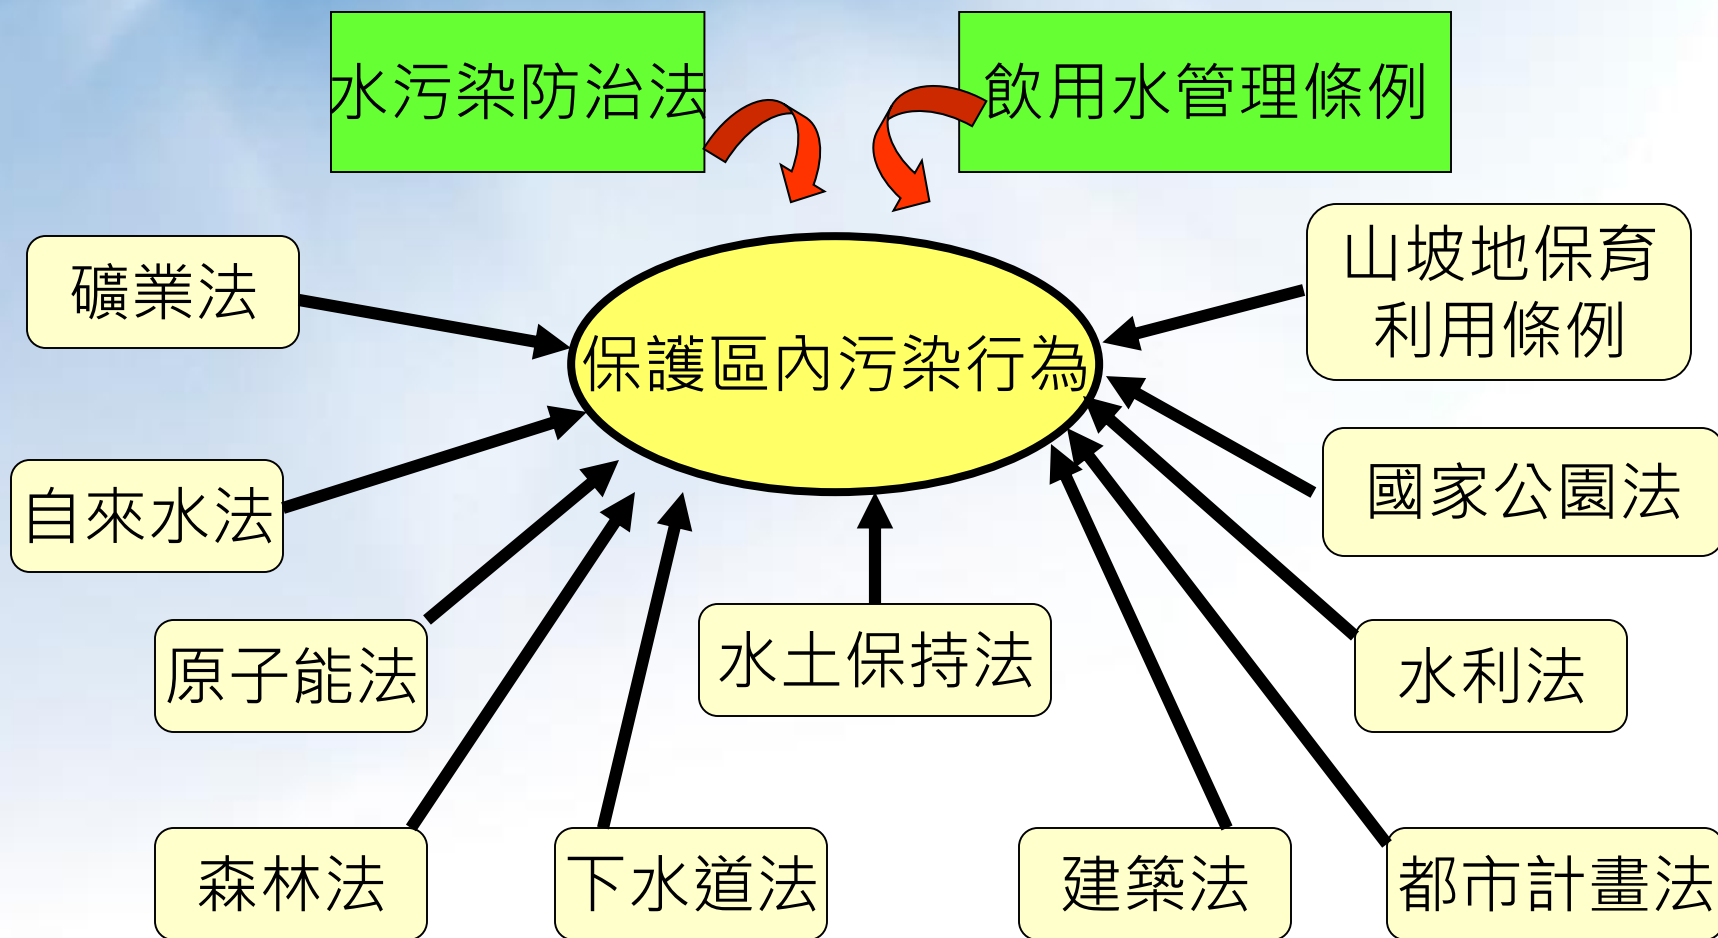 水污染防治法
飲用水管理條例
礦業法
山坡地保育
利用條例
保護區內污染行為
自來水法
國家公園法
原子能法
水土保持法
水利法
森林法
下水道法
建築法
都市計畫法